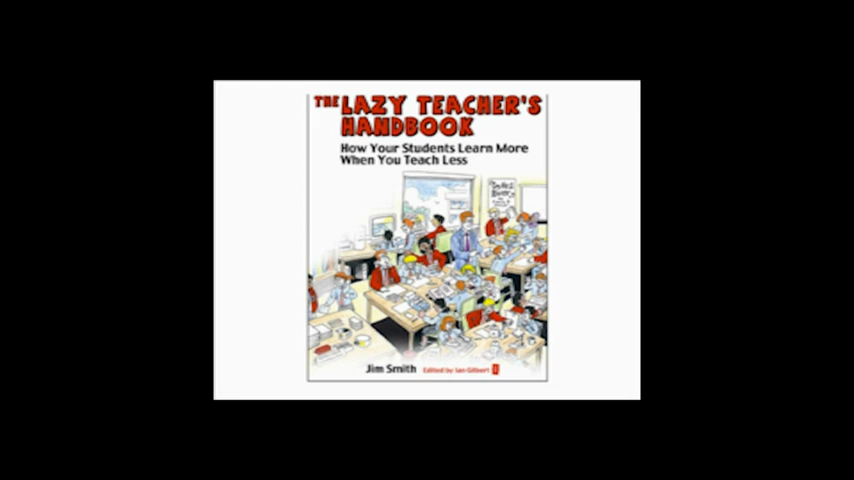 THE LAZY TEACHER'S
HANDBOOK
How Your Students Learn More
When You Teach Less
Jim Smith Edited by Ian Gilbert